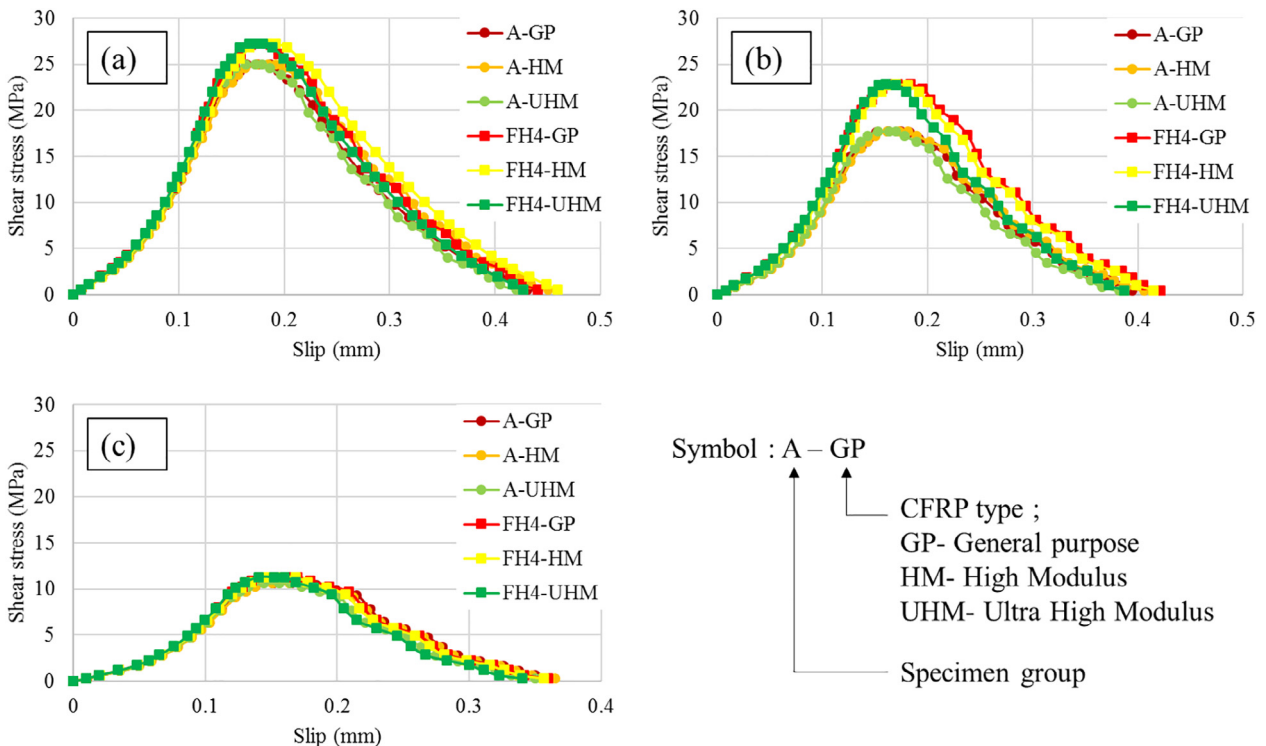 (a)
Shear stress (MPa)
30
25
20
15
10
5
0
0
0.1
0.2
0.3
0.4
0.5
Slip (mm)
A-GP
A-HM
A-UHM
FH4-GP
FH4-HM
FH4-UHM
(b)
Shear stress (MPa)
30
25
20
15
10
5
0
0
0.1
0.2
0.3
0.4
0.5
Slip (mm)
A-GP
A-HM
A-UHM
FH4-GP
FH4-HM
FH4-UHM
(c)
Shear stress (MPa)
30
25
20
15
10
5
0
0
0.1
0.2
0.3
0.4
Slip (mm)
A-GP
A-HM
A-UHM
FH4-GP
FH4-HM
FH4-UHM
Symbol : A – GP
CFRP type ;
GP- General purpose
HM- High Modulus
UHM- Ultra High Modulus
Specimen group